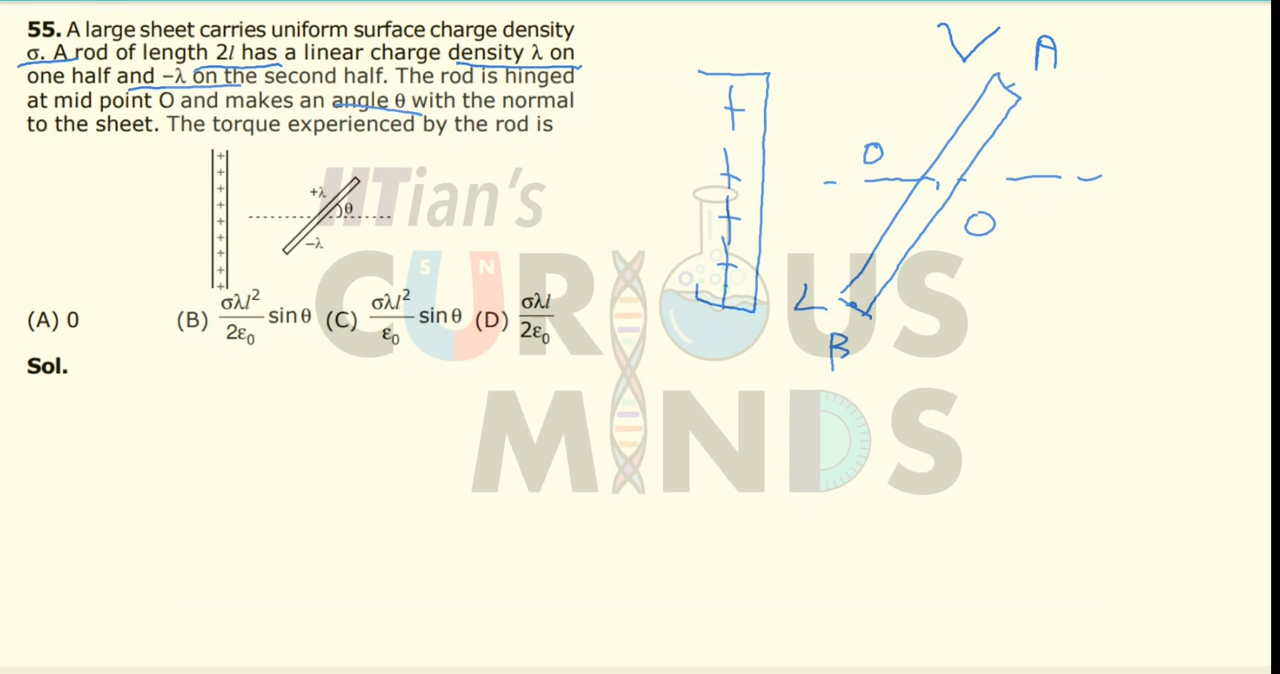 55. A large sheet carries uniform surface charge density
σ. A rod of length 2l has a linear charge density λ on
one half and −λ on the second half. The rod is hinged
at mid point O and makes an angle θ with the normal
to the sheet. The torque experienced by the rod is
+λ
θ
−λ
(A) 0 (B) σλl²/2ε₀ sinθ (C) σλl²/ε₀ sinθ (D) σλl/2ε₀
Sol.
IITian's
CURIOUS
S N
MINDS
A
O
O
B
+
+
+
+